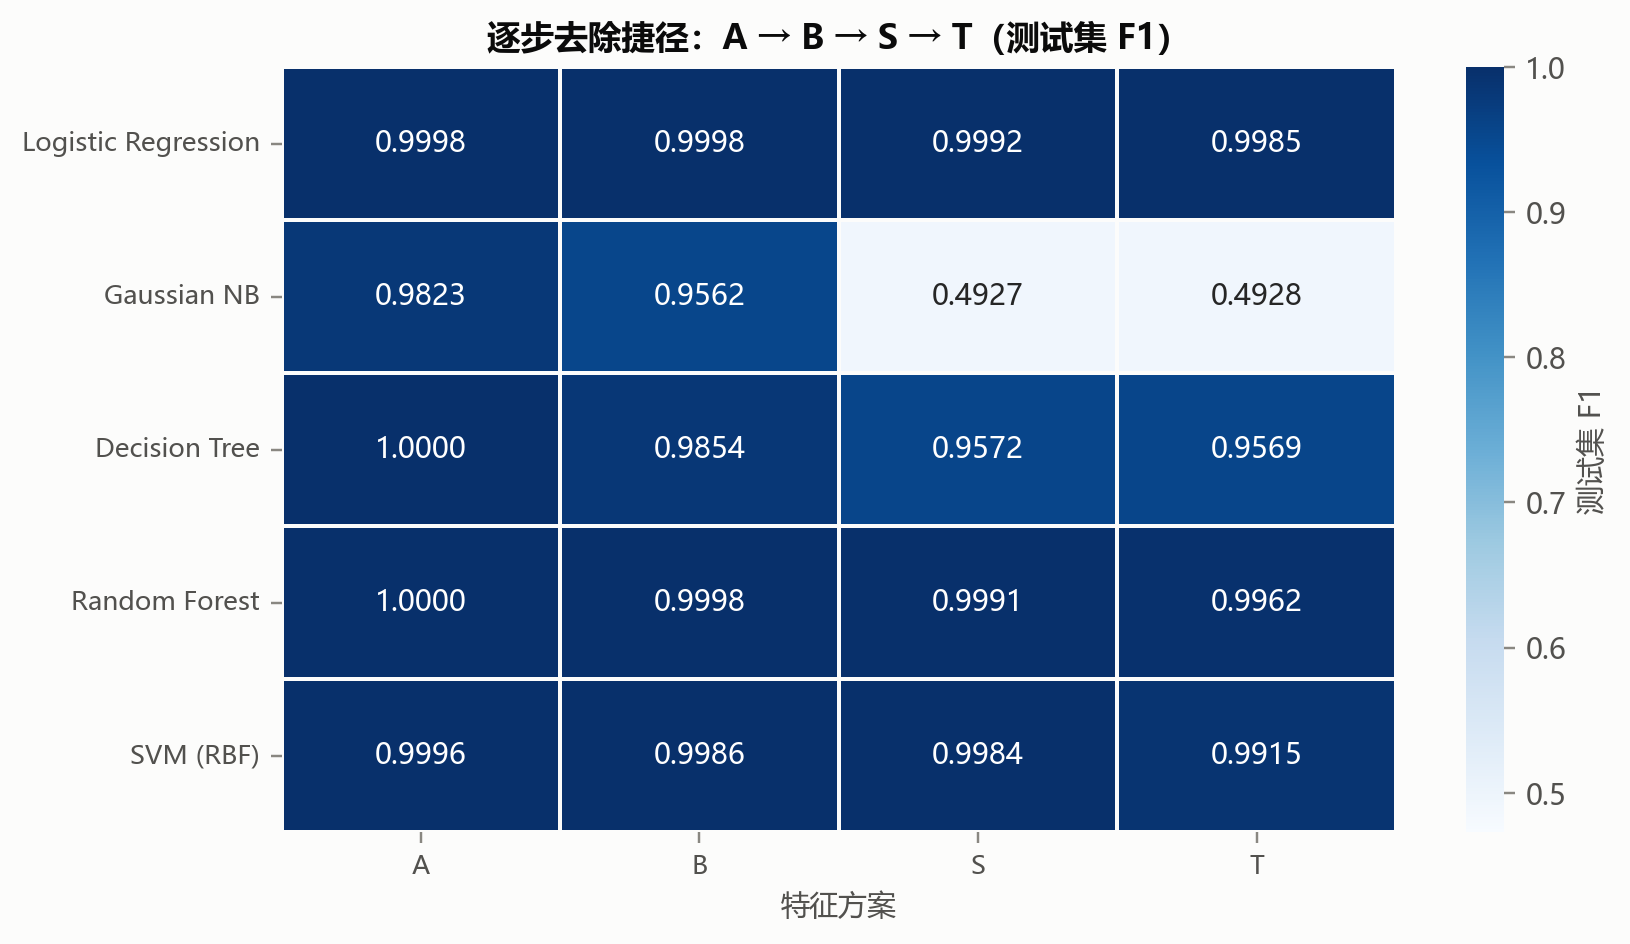 逐步去除捷径：A → B → S → T（测试集 F1）
Logistic Regression 0.9998 0.9998 0.9992 0.9985
Gaussian NB 0.9823 0.9562 0.4927 0.4928
Decision Tree 1.0000 0.9854 0.9572 0.9569
Random Forest 1.0000 0.9998 0.9991 0.9962
SVM (RBF) 0.9996 0.9986 0.9984 0.9915
A B S T
特征方案
1.0
0.9
0.8
0.7
0.6
0.5
测试集 F1